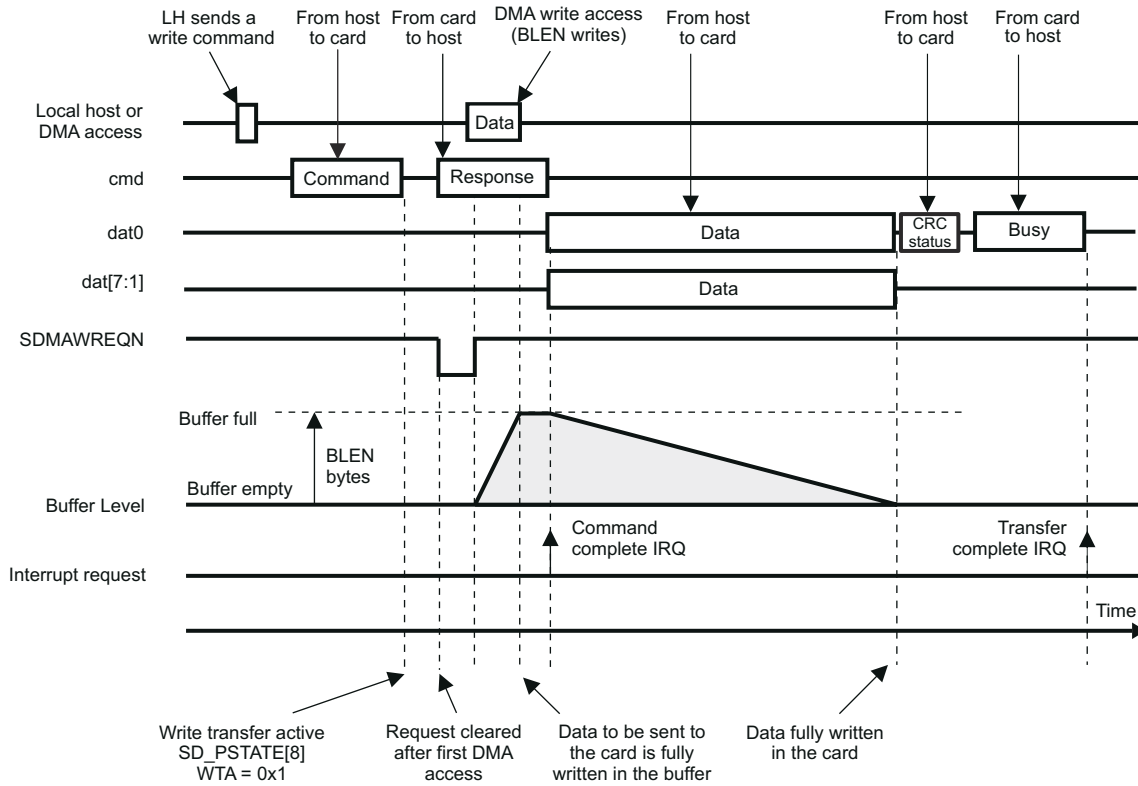 LH sends a
write command
From host
to card
From card
to host
DMA write access
(BLEN writes)
From host
to card
From host
to card
From card
to host
Local host or
DMA access
Data
cmd
Command
Response
dat0
Data
CRC
status
Busy
dat[7:1]
Data
SDMAWREQN
Buffer full
BLEN
bytes
Buffer empty
Buffer Level
Command
complete IRQ
Transfer
complete IRQ
Interrupt request
Time
Write transfer active
SD_PSTATE[8]
WTA = 0x1
Request cleared
after first DMA
access
Data to be sent to
the card is fully
written in the buffer
Data fully written
in the card